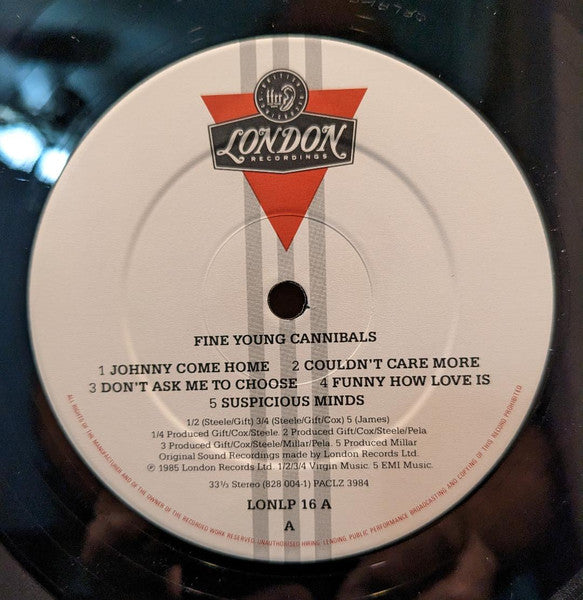 LONDON
RECORDINGS
FINE YOUNG CANNIBALS
1 JOHNNY COME HOME 2 COULDN'T CARE MORE
3 DON'T ASK ME TO CHOOSE 4 FUNNY HOW LOVE IS
5 SUSPICIOUS MINDS
1/2 (Steele/Gift) 3/4 (Steele/Gift/Cox) 5 (James)
1/4 Produced Gift/Cox/Steele. 2 Produced Gift/Cox/Steele/Pela
3 Produced Gift/Cox/Steele/Millar/Pela. 5 Produced Millar
Original Sound Recordings made by London Records Ltd.
℗ 1985 London Records Ltd. 1/2/3/4 Virgin Music. 5 EMI Music.
33⅓ Stereo (828 004-1) PACLZ 3984
LONLP 16 A
A
ALL RIGHTS OF THE MANUFACTURER AND OF THE OWNER OF THE RECORDED WORK RESERVED. UNAUTHORISED HIRING, LENDING, PUBLIC PERFORMANCE, BROADCASTING AND COPYING OF THIS RECORD PROHIBITED.